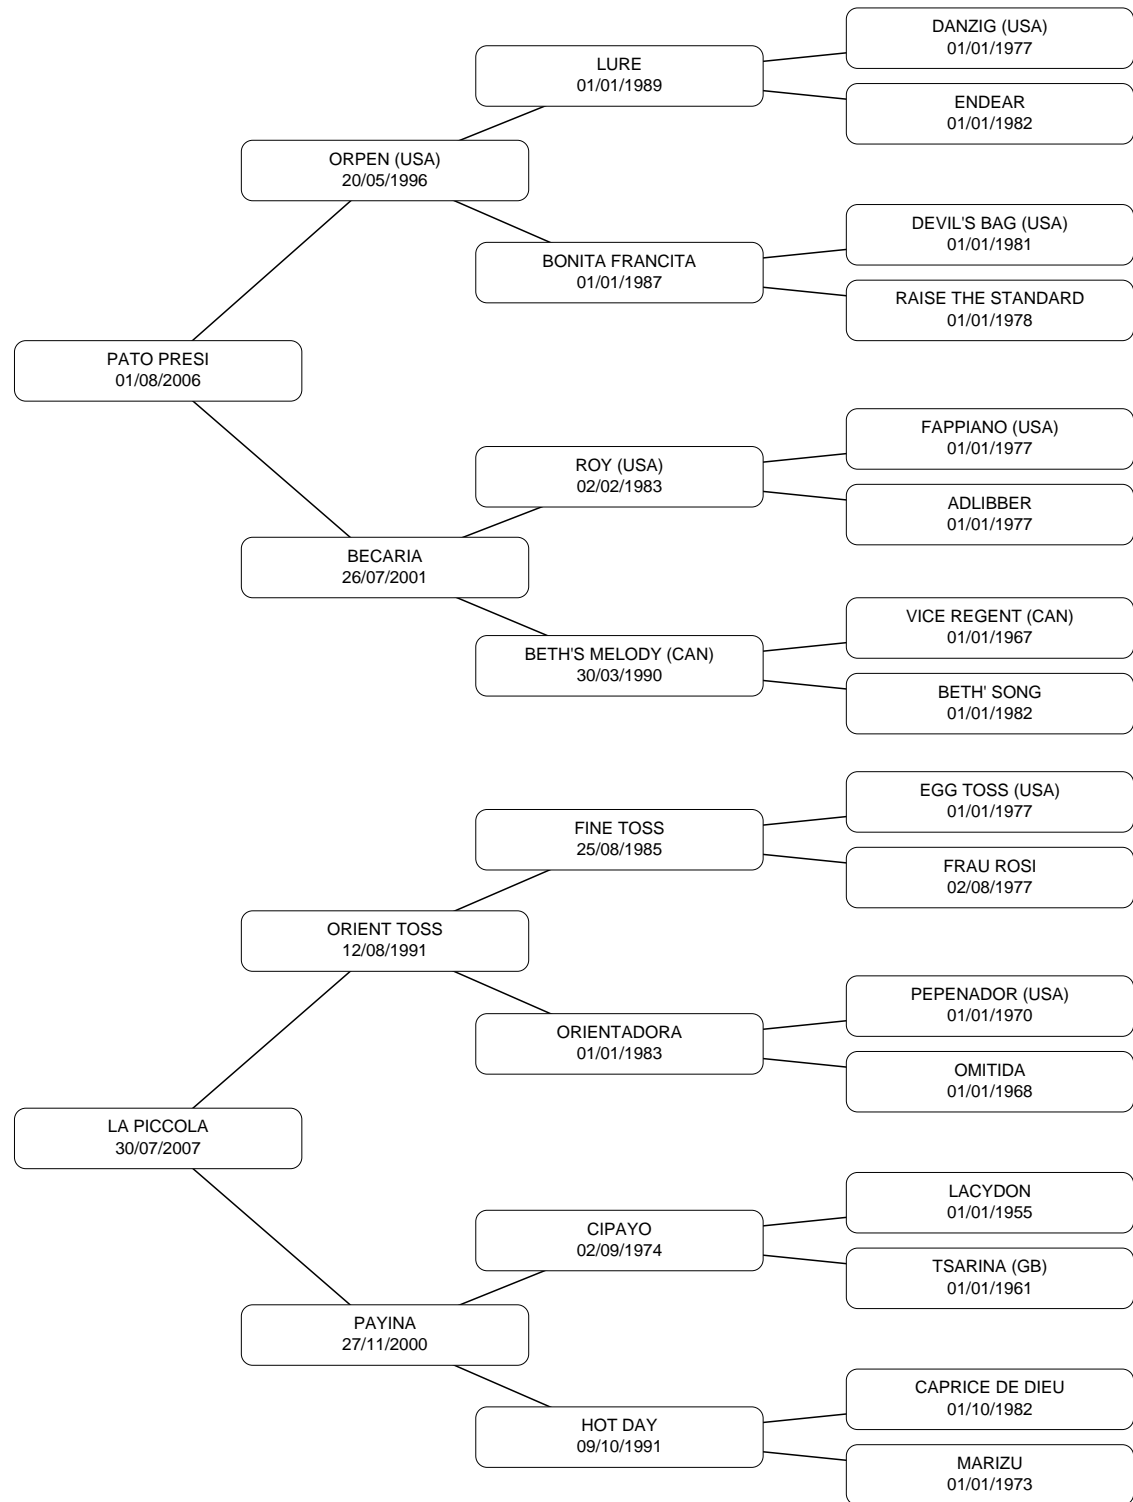 DANZIG (USA)
01/01/1977
LURE
01/01/1989
ENDEAR
01/01/1982
ORPEN (USA)
20/05/1996
DEVIL'S BAG (USA)
01/01/1981
BONITA FRANCITA
01/01/1987
RAISE THE STANDARD
01/01/1978
PATO PRESI
01/08/2006
FAPPIANO (USA)
01/01/1977
ROY (USA)
02/02/1983
ADLIBBER
01/01/1977
BECARIA
26/07/2001
VICE REGENT (CAN)
01/01/1967
BETH'S MELODY (CAN)
30/03/1990
BETH' SONG
01/01/1982
EGG TOSS (USA)
01/01/1977
FINE TOSS
25/08/1985
FRAU ROSI
02/08/1977
ORIENT TOSS
12/08/1991
PEPENADOR (USA)
01/01/1970
ORIENTADORA
01/01/1983
OMITIDA
01/01/1968
LA PICCOLA
30/07/2007
LACYDON
01/01/1955
CIPAYO
02/09/1974
TSARINA (GB)
01/01/1961
PAYINA
27/11/2000
CAPRICE DE DIEU
01/10/1982
HOT DAY
09/10/1991
MARIZU
01/01/1973